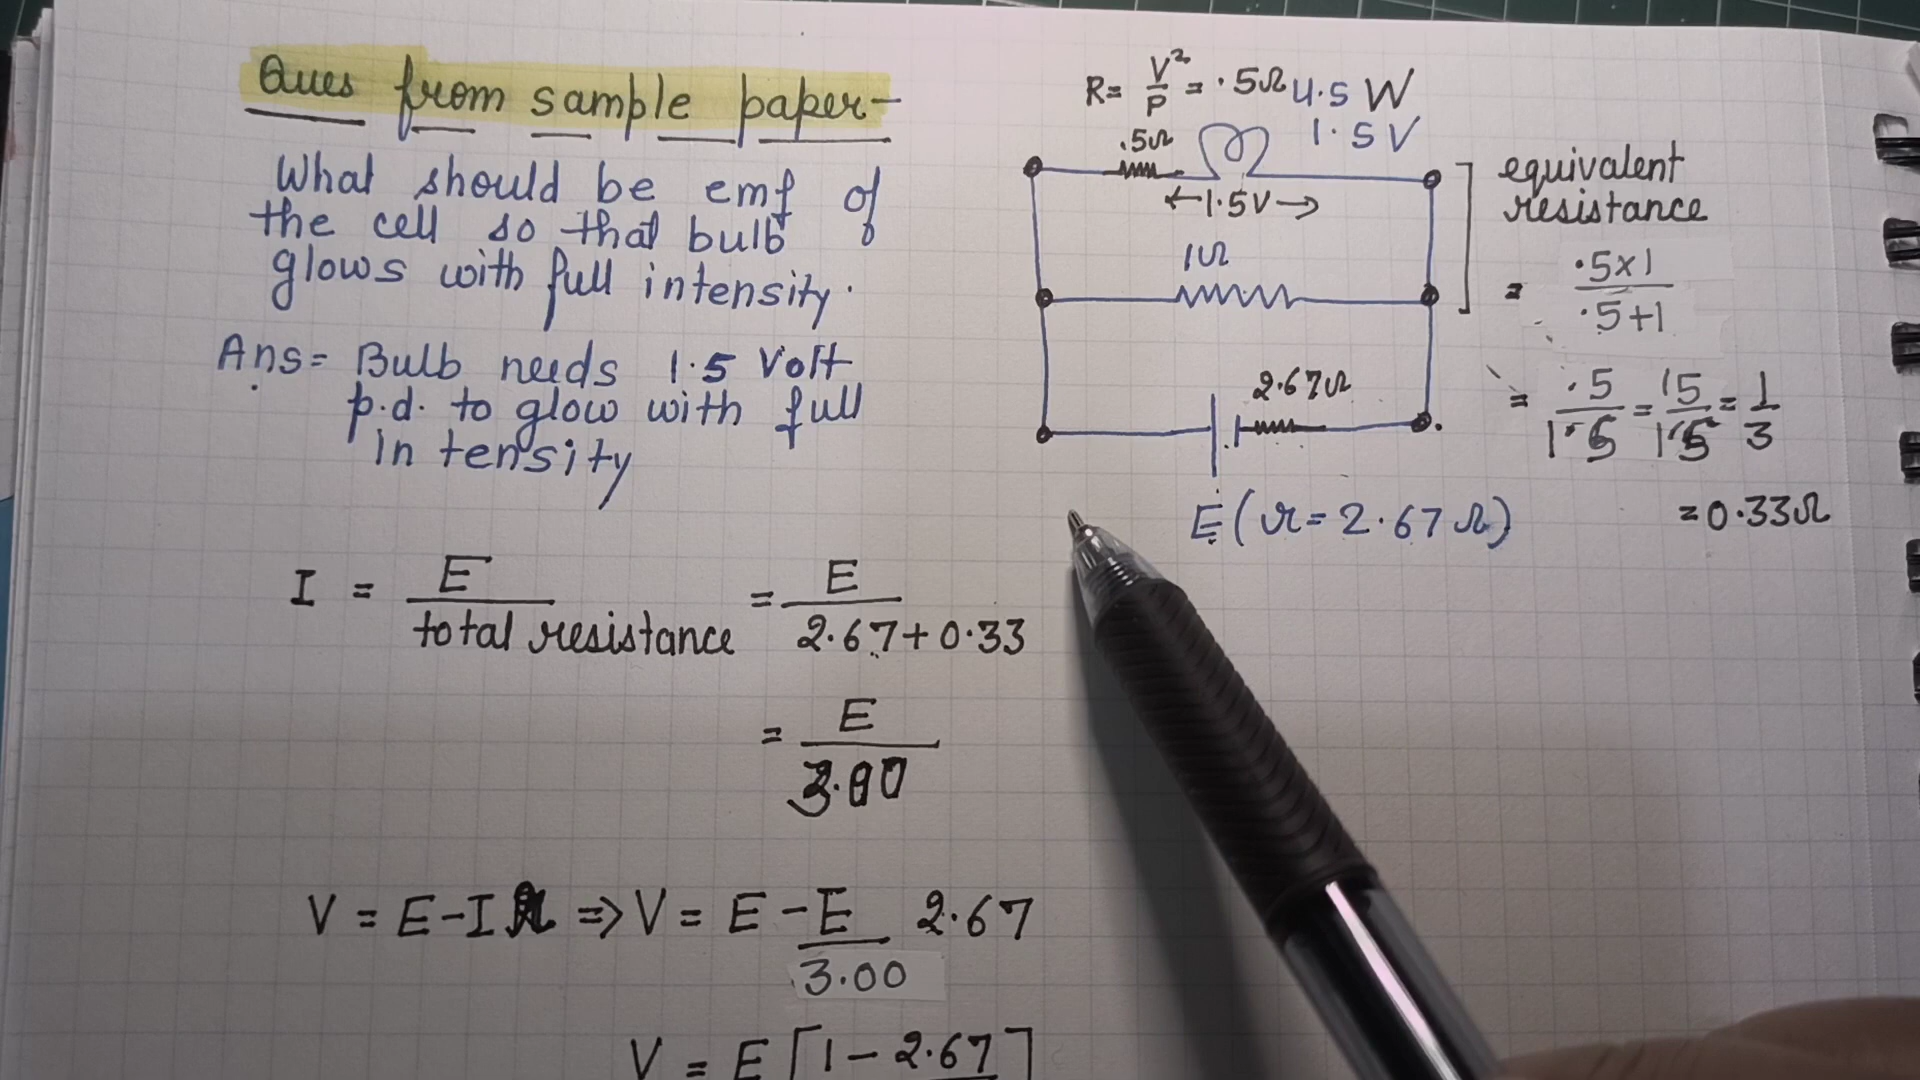 Ques from sample paper-
What should be emf of
the cell so that bulb
glows with full intensity.
Ans= Bulb needs 1.5 Volt
p.d. to glow with full
intensity
R= V²/P = .5Ω 4.5 W
1.5 V
.5Ω
←1.5V→
1Ω
2.67Ω
E (r = 2.67Ω)
equivalent
resistance
= .5×1/.5+1
= .5/1.5 = 15/15 = 1/3
= 0.33Ω
I = E/total resistance = E/2.67+0.33
= E/3.00
V = E-Ir => V = E - E/3.00 2.67
V = E [1 - 2.67]